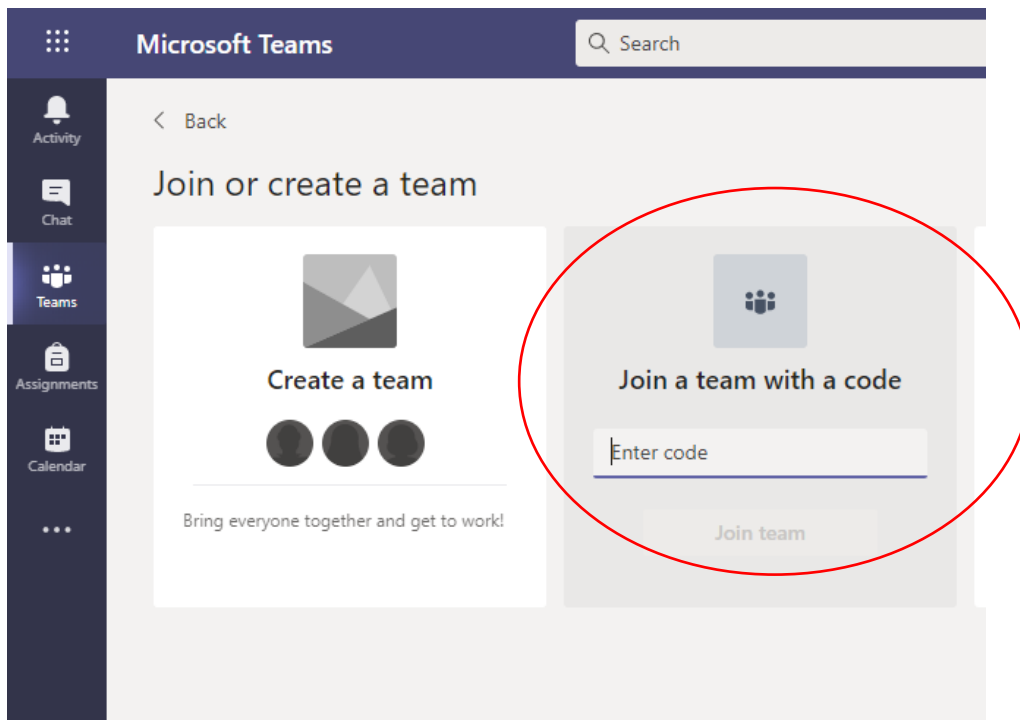 Microsoft Teams
Search
Activity
Chat
Teams
Assignments
Calendar
Back
Join or create a team
Create a team
Bring everyone together and get to work!
Join a team with a code
Enter code
Join team